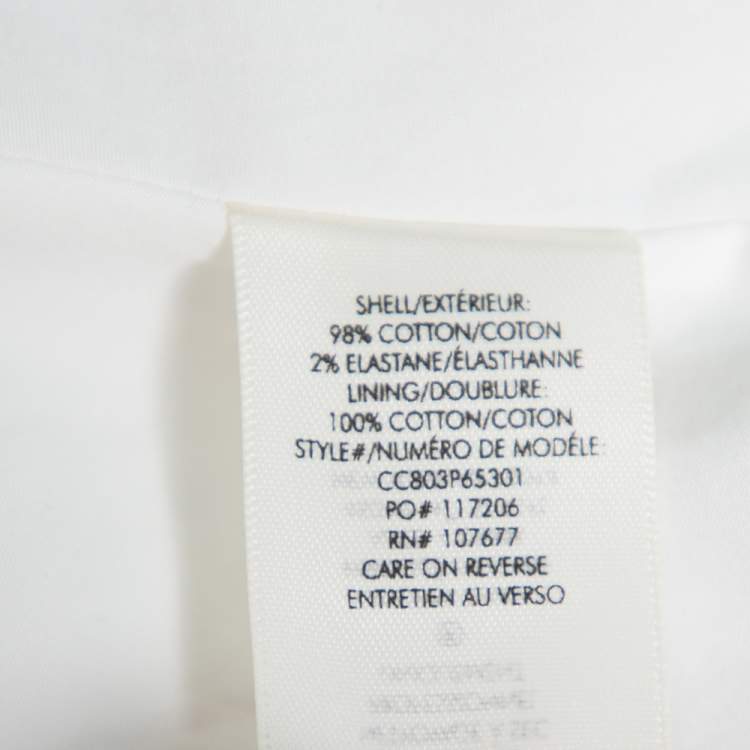 SHELL/EXTÉRIEUR:
98% COTTON/COTON
2% ELASTANE/ÉLASTHANNE
LINING/DOUBLURE:
100% COTTON/COTON
STYLE#/NUMÉRO DE MODÉLE:
CC803P65301
PO# 117206
RN# 107677
CARE ON REVERSE
ENTRETIEN AU VERSO